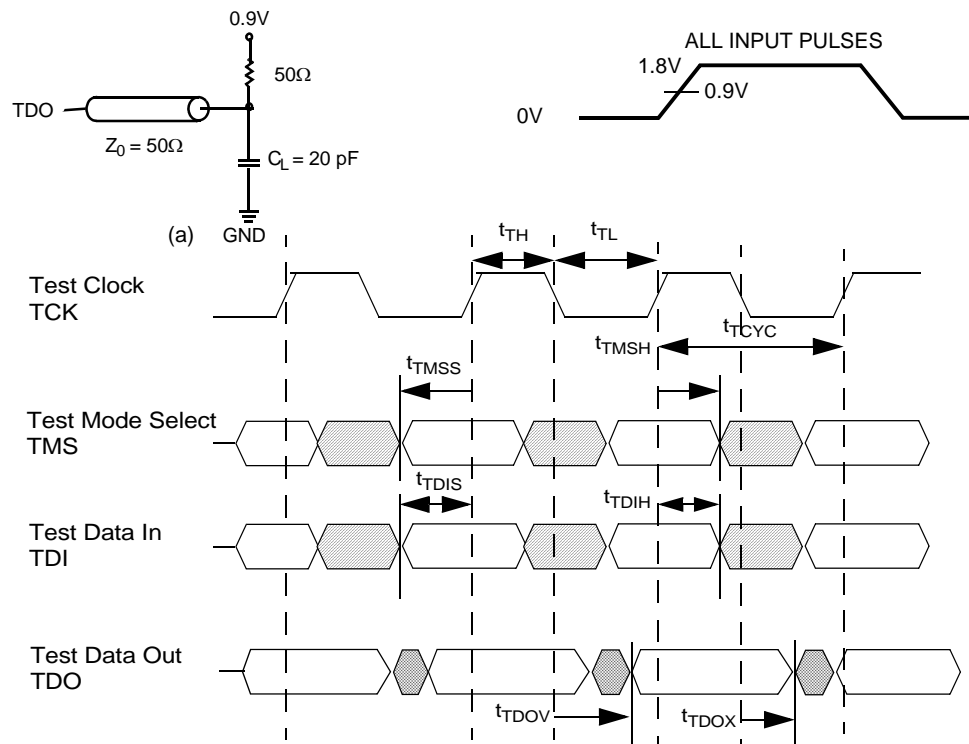 0.9V
50Ω
TDO
Z0 = 50Ω
CL = 20 pF
(a)
GND
ALL INPUT PULSES
1.8V
0.9V
0V
tTH
tTL
Test Clock
TCK
tTCYC
tTMSH
tTMSS
Test Mode Select
TMS
tTDIS
tTDIH
Test Data In
TDI
Test Data Out
TDO
tTDOV
tTDOX